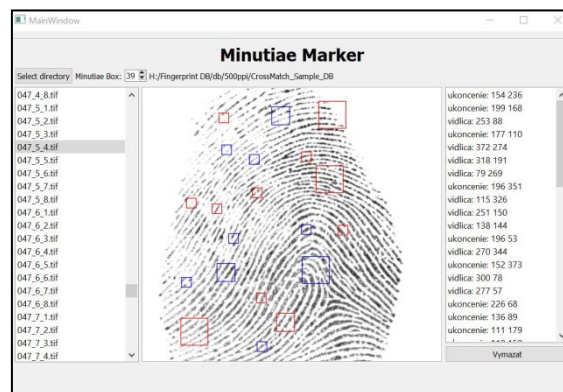 MainWindow
Minutiae Marker
Select directory Minutiae Box: 39 H:/Fingerprint DB/db/500ppi/CrossMatch_Sample_DB
047_4_8.tif
047_5_1.tif
047_5_2.tif
047_5_3.tif
047_5_4.tif
047_5_5.tif
047_5_6.tif
047_5_7.tif
047_5_8.tif
047_6_1.tif
047_6_2.tif
047_6_3.tif
047_6_4.tif
047_6_5.tif
047_6_6.tif
047_6_7.tif
047_6_8.tif
047_7_1.tif
047_7_2.tif
047_7_3.tif
047_7_4.tif
ukoncenie: 154 236
ukoncenie: 199 168
vidlica: 253 88
ukoncenie: 177 110
vidlica: 372 274
vidlica: 318 191
vidlica: 79 269
ukoncenie: 196 351
vidlica: 115 326
vidlica: 251 150
vidlica: 138 144
ukoncenie: 196 53
vidlica: 270 344
ukoncenie: 152 373
vidlica: 300 78
vidlica: 277 57
ukoncenie: 226 68
ukoncenie: 136 89
ukoncenie: 111 179
Vymazat